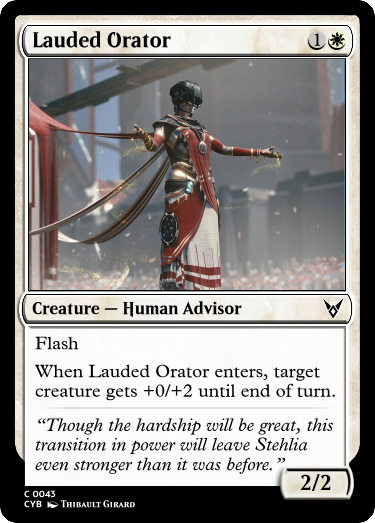 Lauded Orator 1
Creature — Human Advisor
Flash
When Lauded Orator enters, target
creature gets +0/+2 until end of turn.
“Though the hardship will be great, this
transition in power will leave Stehlia
even stronger than it was before.”
2/2
C 0043
CYB Thibault Girard